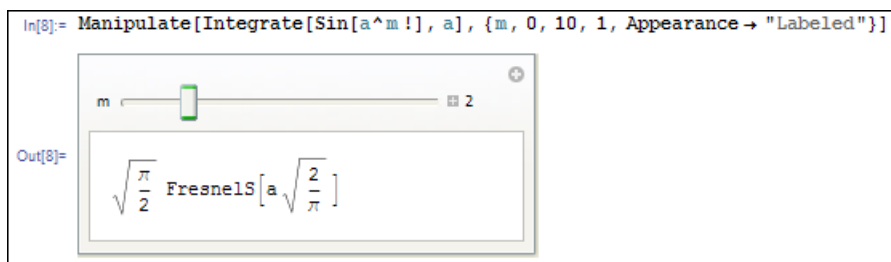 In[8]:= Manipulate[Integrate[Sin[a^m !], a], {m, 0, 10, 1, Appearance → "Labeled"}]
m 2
Out[8]= √(π/2) FresnelS[a √(2/π)]